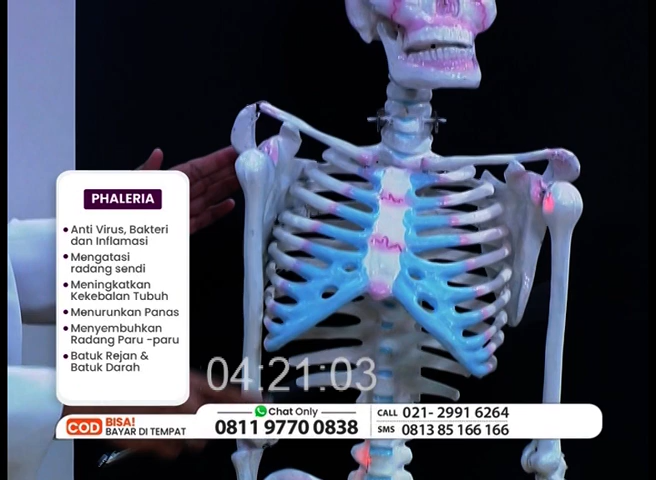 PHALERIA
Anti Virus, Bakteri
dan Inflamasi
Mengatasi
radang sendi
Meningkatkan
Kekebalan Tubuh
Menurunkan Panas
Menyembuhkan
Radang Paru -paru
Batuk Rejan &
Batuk Darah
04:21:03
COD BISA!
BAYAR DI TEMPAT
Chat Only
0811 9770 0838
CALL 021- 2991 6264
SMS 0813 85 166 166